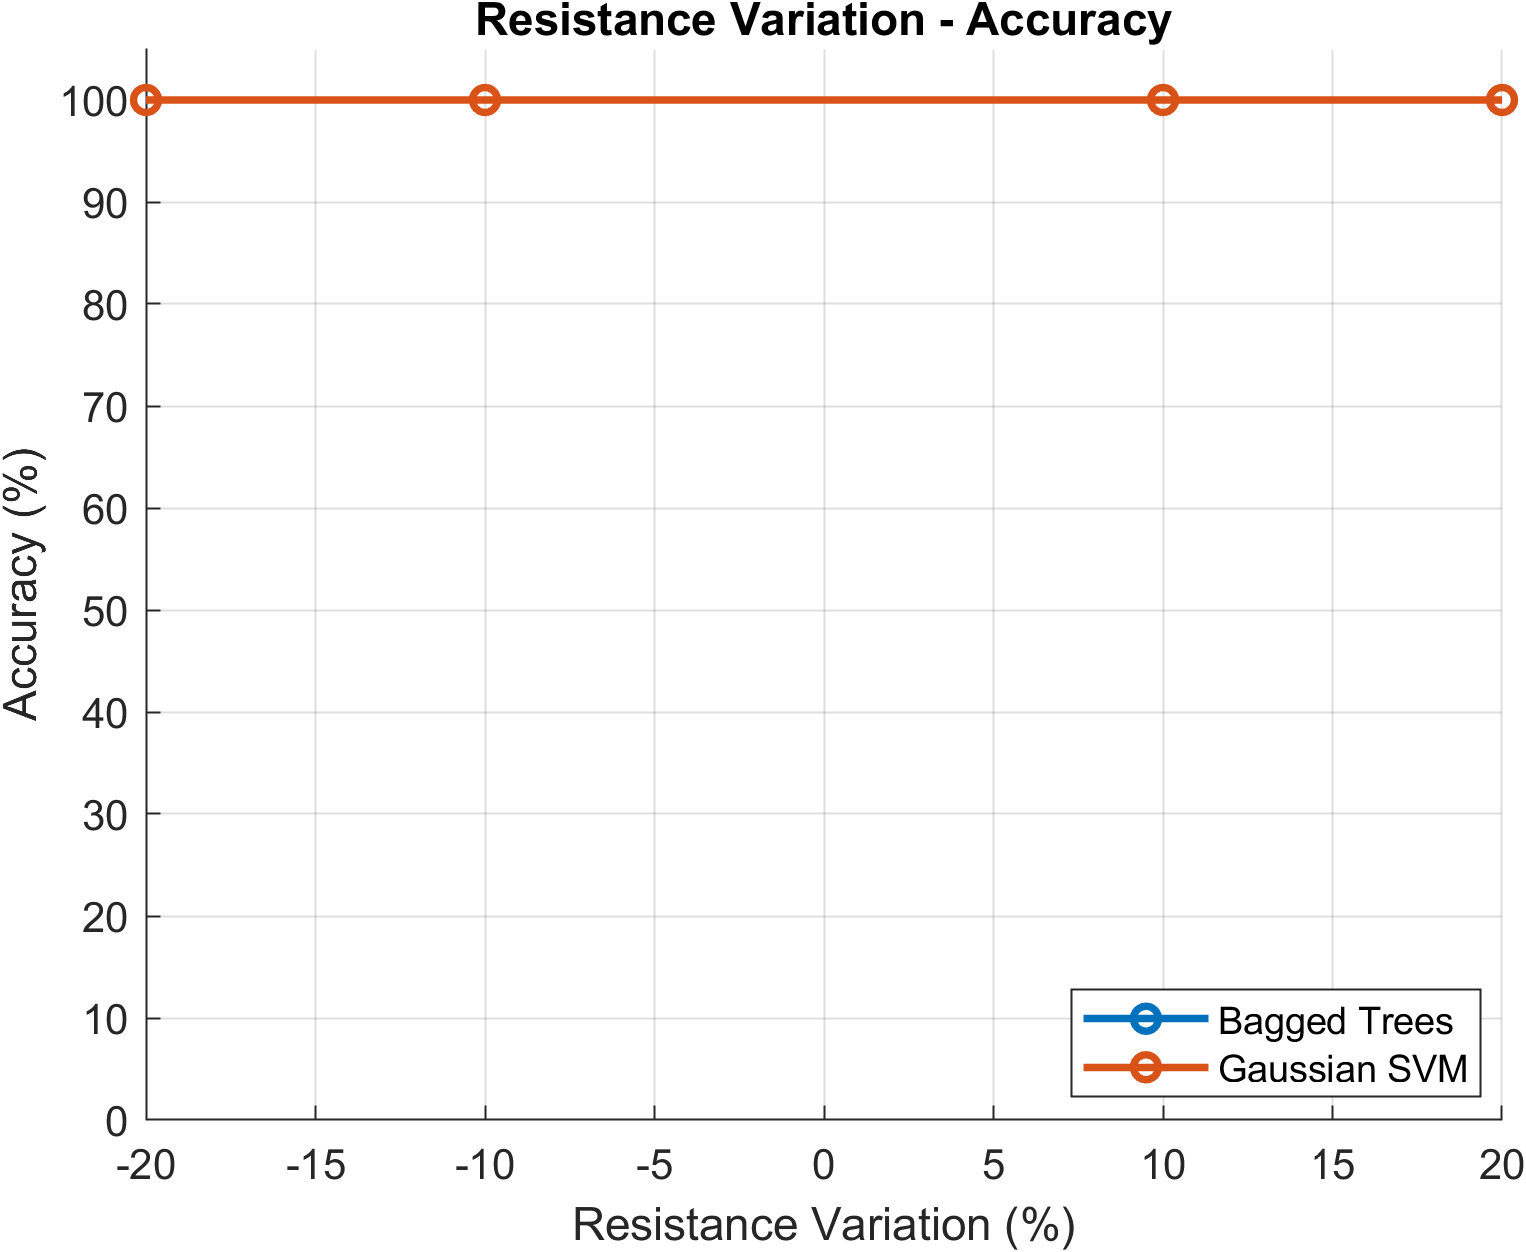 Resistance Variation - Accuracy
100
90
80
70
60
50
40
30
20
10
0
Accuracy (%)
-20 -15 -10 -5 0 5 10 15 20
Resistance Variation (%)
Bagged Trees
Gaussian SVM